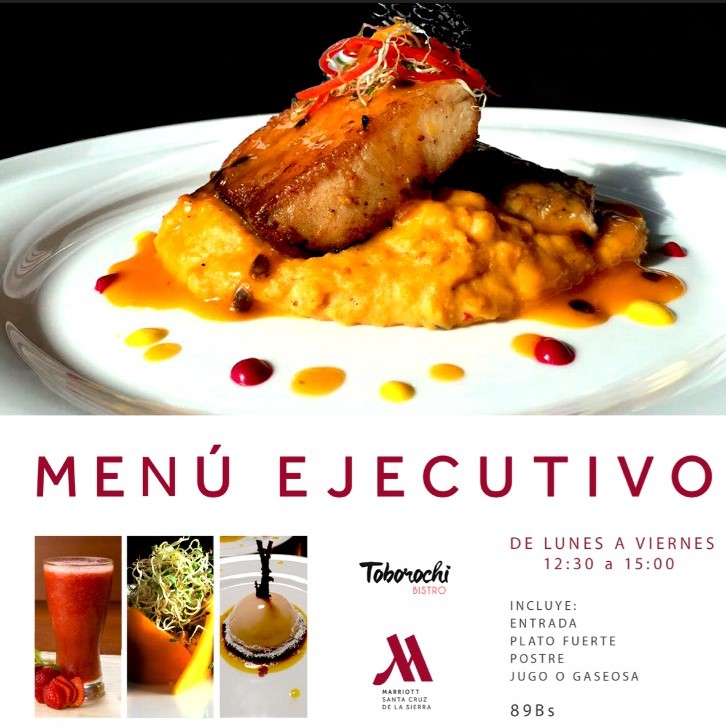 MENÚ EJECUTIVO
Toborochi
BISTRO
MARRIOTT
SANTA CRUZ
DE LA SIERRA
DE LUNES A VIERNES
12:30 a 15:00
INCLUYE:
ENTRADA
PLATO FUERTE
POSTRE
JUGO O GASEOSA
89Bs